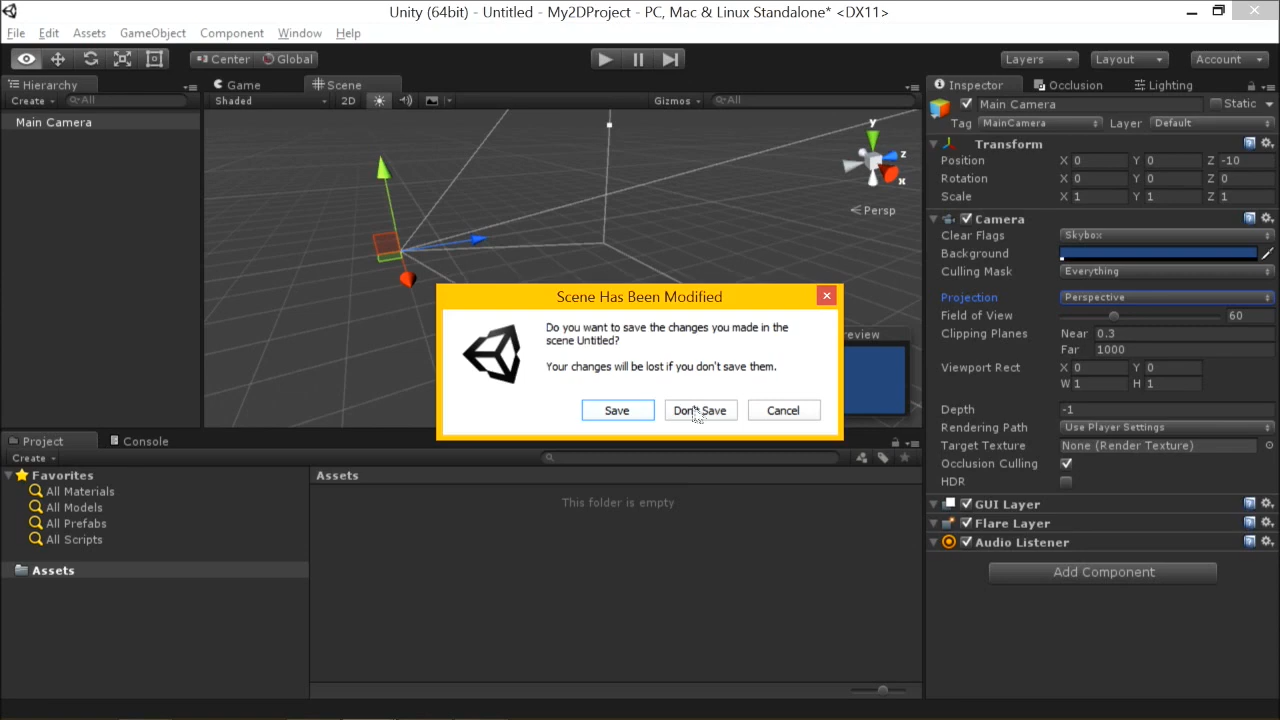 Unity (64bit) - Untitled - My2DProject - PC, Mac & Linux Standalone* <DX11>
File Edit Assets GameObject Component Window Help
Center Global Layers Layout Account
Hierarchy
Create All
Main Camera
Game Scene
Shaded 2D Gizmos All
y
z
x
Persp
Preview
Scene Has Been Modified
Do you want to save the changes you made in the
scene Untitled?
Your changes will be lost if you don't save them.
Save Don't Save Cancel
Project Console
Create
Favorites
All Materials
All Models
All Prefabs
All Scripts
Assets
Assets
This folder is empty
Inspector Occlusion Lighting
Main Camera Static
Tag MainCamera Layer Default
Transform
Position X 0 Y 0 Z -10
Rotation X 0 Y 0 Z 0
Scale X 1 Y 1 Z 1
Camera
Clear Flags Skybox
Background
Culling Mask Everything
Projection Perspective
Field of View 60
Clipping Planes Near 0.3
Far 1000
Viewport Rect X 0 Y 0
W 1 H 1
Depth -1
Rendering Path Use Player Settings
Target Texture None (Render Texture)
Occlusion Culling
HDR
GUI Layer
Flare Layer
Audio Listener
Add Component